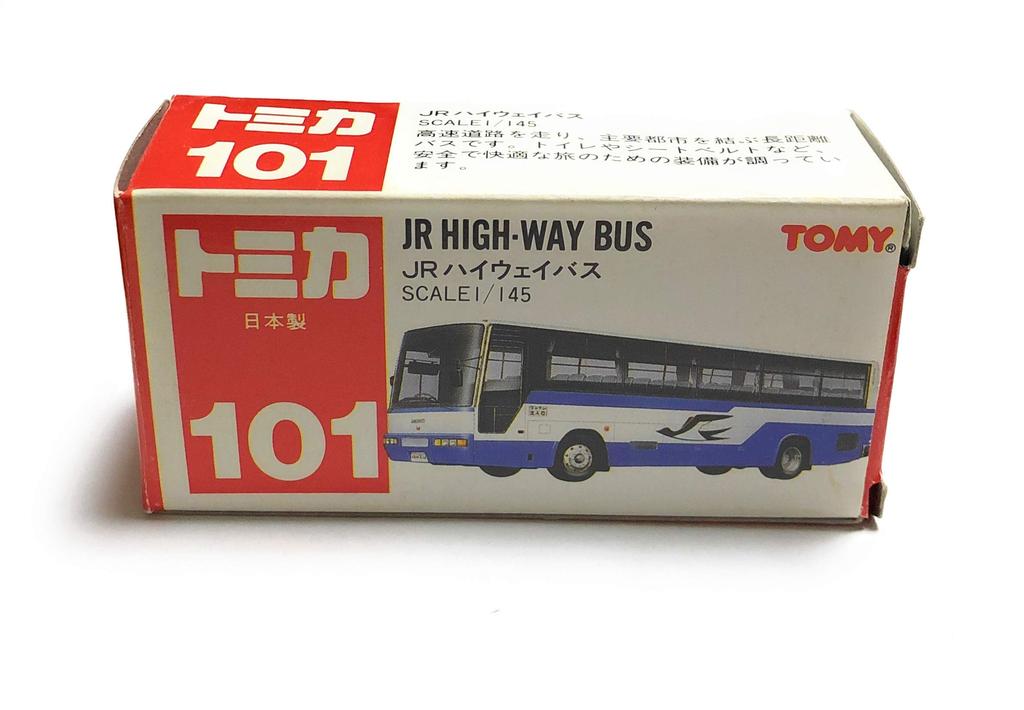 トミカ
101
JRハイウェイバス
SCALE1/145
高速道路を走り、主要都市を結ぶ長距離
バスです。トイレやシートベルトなど、
安全で快適な旅のための装備が調ってい
ます。
トミカ
日本製
101
JR HIGH-WAY BUS
JRハイウェイバス
SCALE1/145
TOMY®